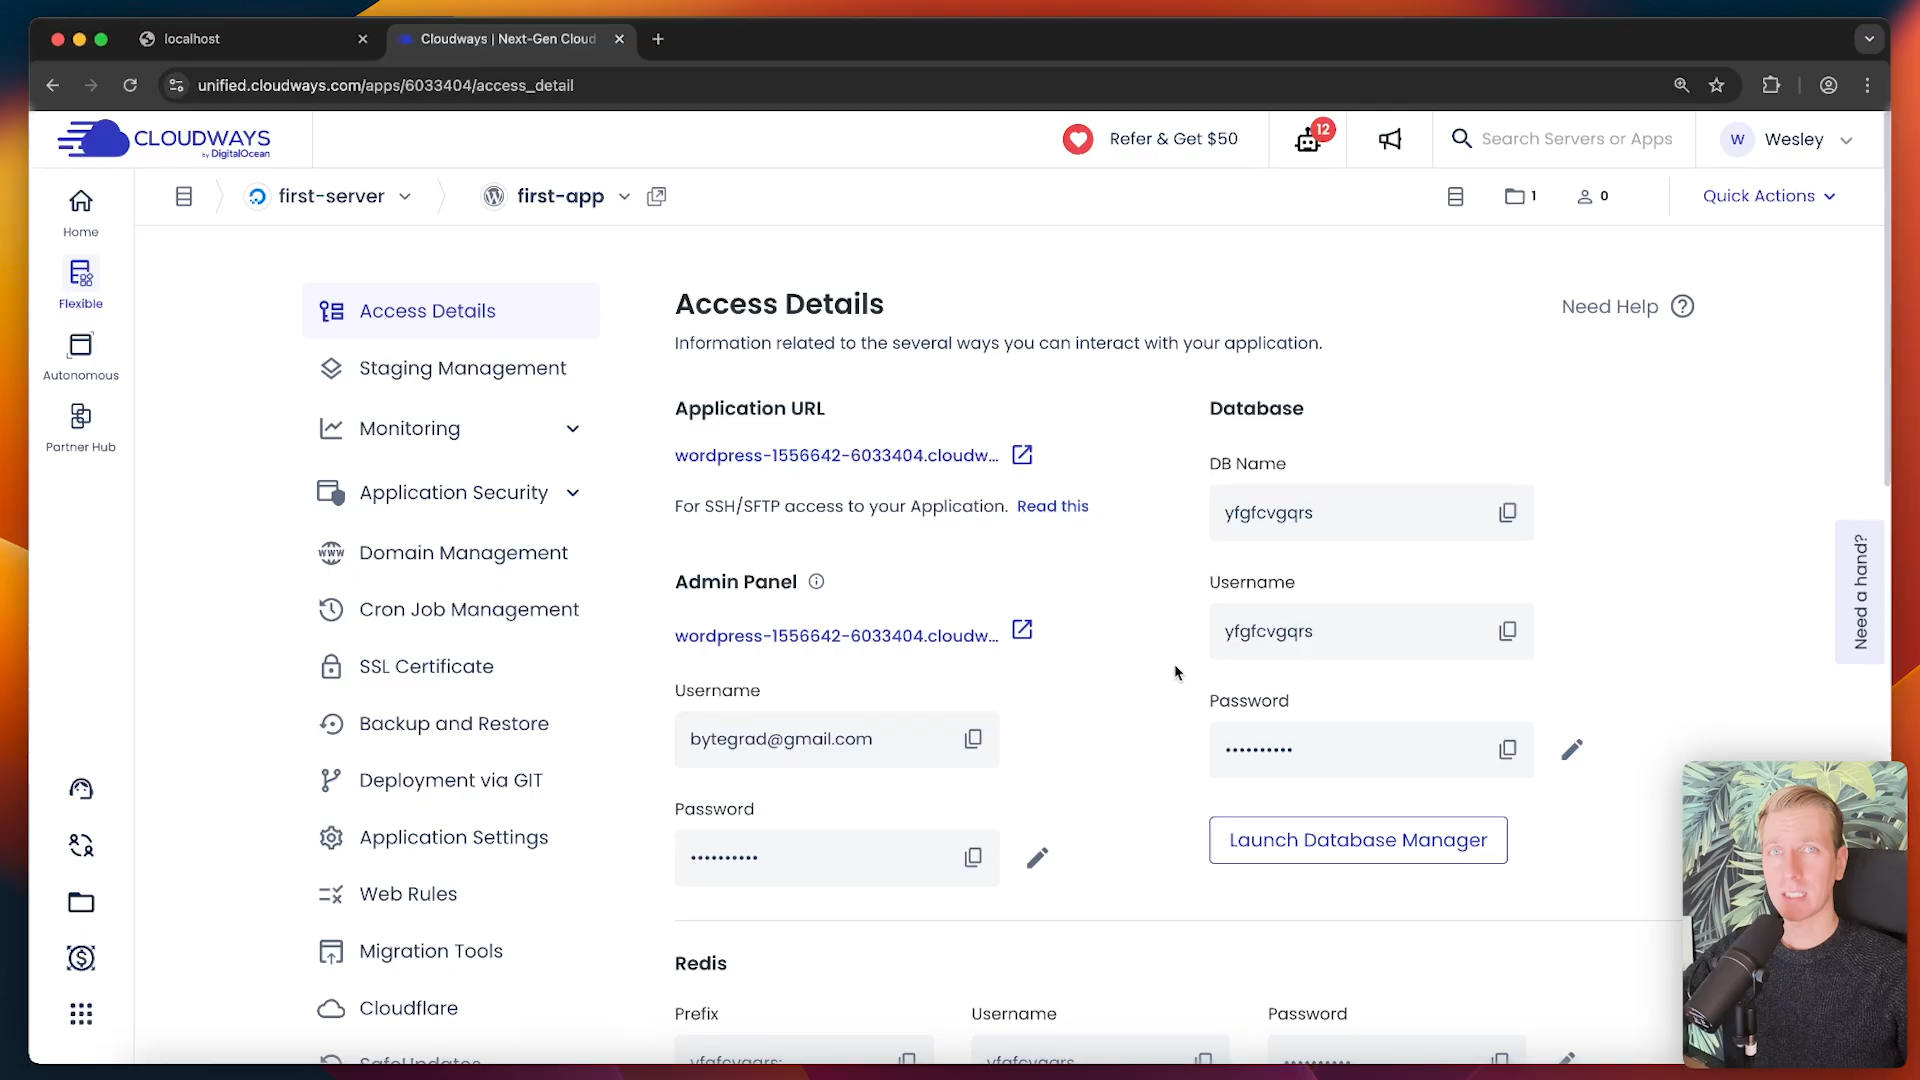 localhost
Cloudways | Next-Gen Cloud
unified.cloudways.com/apps/6033404/access_detail
CLOUDWAYS
by DigitalOcean
Refer & Get $50
12
Search Servers or Apps
W
Wesley
first-server
first-app
1
0
Quick Actions
Home
Flexible
Autonomous
Partner Hub
Access Details
Staging Management
Monitoring
Application Security
WWW
Domain Management
Cron Job Management
SSL Certificate
Backup and Restore
Deployment via GIT
Application Settings
Web Rules
Migration Tools
Cloudflare
SafeUpdates
Access Details
Need Help
Information related to the several ways you can interact with your application.
Application URL
wordpress-1556642-6033404.cloudw...
For SSH/SFTP access to your Application. Read this
Admin Panel
wordpress-1556642-6033404.cloudw...
Username
bytegrad@gmail.com
Password
••••••••••
Database
DB Name
yfgfcvgqrs
Username
yfgfcvgqrs
Password
••••••••••
Launch Database Manager
Need a hand?
Redis
Prefix
Username
Password
yfgfcvgqrs:
yfgfcvgqrs
••••••••••